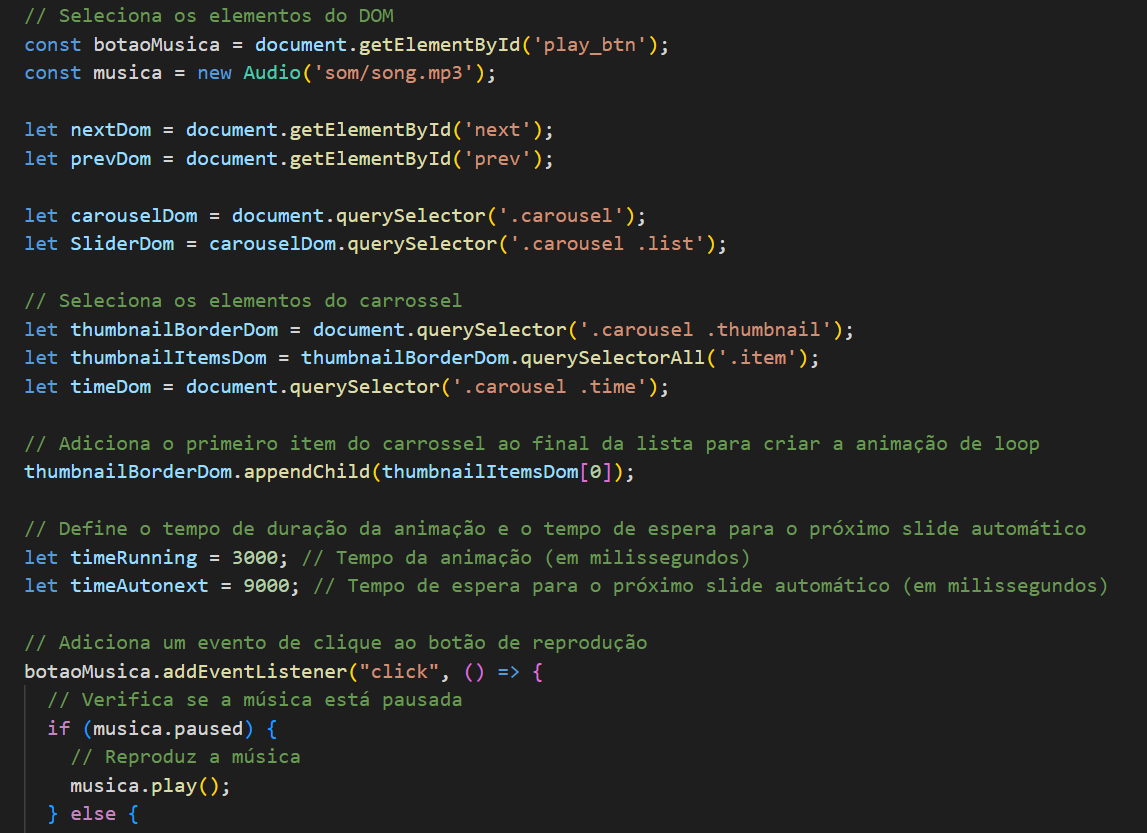 // Seleciona os elementos do DOM
const botaoMusica = document.getElementById('play_btn');
const musica = new Audio('som/song.mp3');
let nextDom = document.getElementById('next');
let prevDom = document.getElementById('prev');
let carouselDom = document.querySelector('.carousel');
let SliderDom = carouselDom.querySelector('.carousel .list');
// Seleciona os elementos do carrossel
let thumbnailBorderDom = document.querySelector('.carousel .thumbnail');
let thumbnailItemsDom = thumbnailBorderDom.querySelectorAll('.item');
let timeDom = document.querySelector('.carousel .time');
// Adiciona o primeiro item do carrossel ao final da lista para criar a animação de loop
thumbnailBorderDom.appendChild(thumbnailItemsDom[0]);
// Define o tempo de duração da animação e o tempo de espera para o próximo slide automático
let timeRunning = 3000; // Tempo da animação (em milissegundos)
let timeAutonext = 9000; // Tempo de espera para o próximo slide automático (em milissegundos)
// Adiciona um evento de clique ao botão de reprodução
botaoMusica.addEventListener("click", () => {
// Verifica se a música está pausada
if (musica.paused) {
// Reproduz a música
musica.play();
} else {